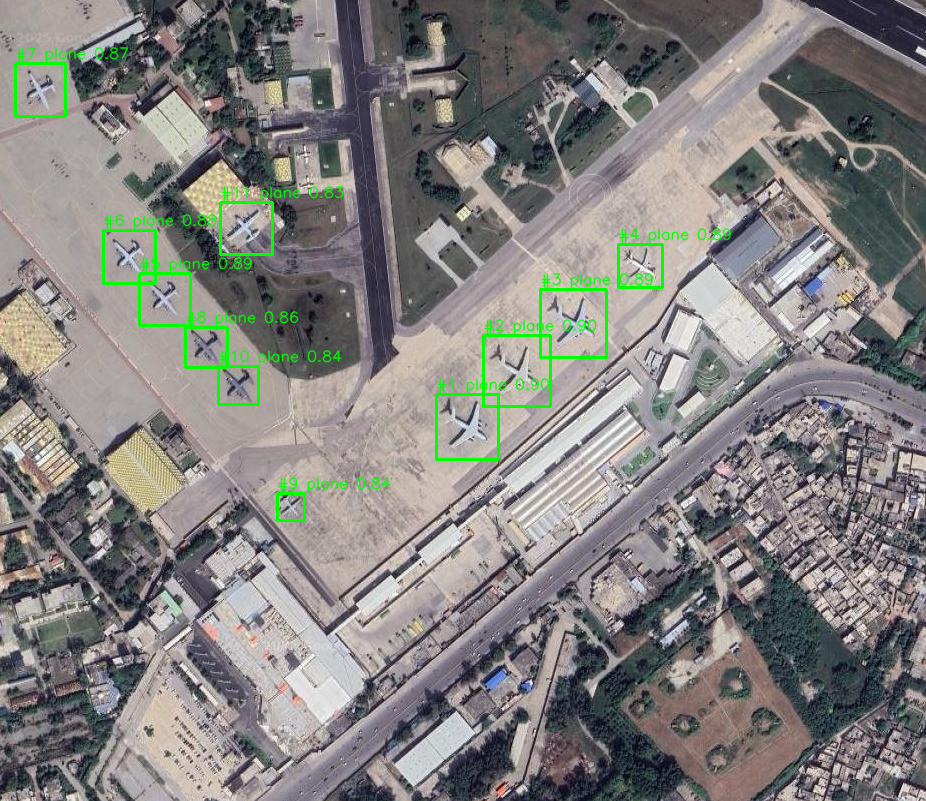 #7 plane 0.87
#11 plane 0.83
#6 plane 0.89
#4 plane 0.89
#5 plane 0.89
#3 plane 0.89
#8 plane 0.86
#2 plane 0.90
#10 plane 0.84
#1 plane 0.90
#9 plane 0.84